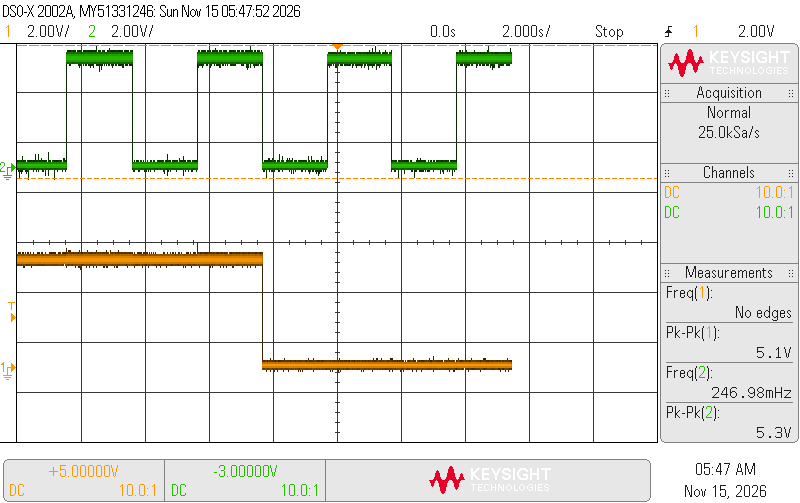 DSO-X 2002A, MY51331246: Sun Nov 15 05:47:52 2026
1 2.00V/ 2 2.00V/ 0.0s 2.000s/ Stop 1 2.00V
KEYSIGHT
TECHNOLOGIES
Acquisition
Normal
25.0kSa/s
Channels
DC 10.0:1
DC 10.0:1
Measurements
Freq(1):
No edges
Pk-Pk(1):
5.1V
Freq(2):
246.98mHz
Pk-Pk(2):
5.3V
2
T
1
+5.00000V
DC 10.0:1
-3.00000V
DC 10.0:1
KEYSIGHT
TECHNOLOGIES
05:47 AM
Nov 15, 2026